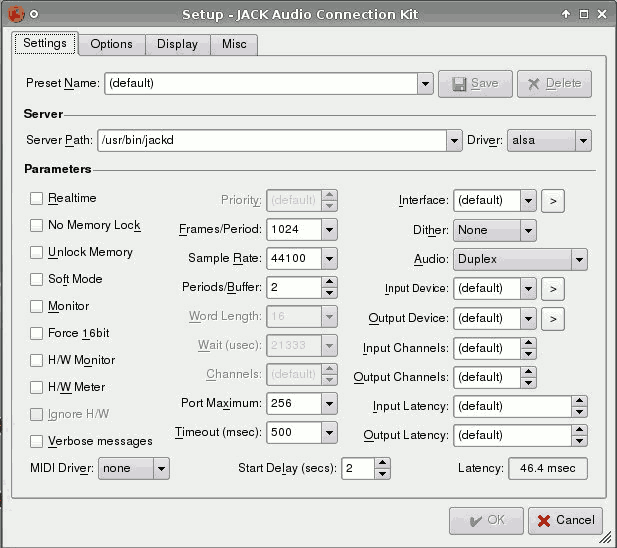 Setup - JACK Audio Connection Kit
Settings Options Display Misc
Preset Name: (default) Save Delete
Server
Server Path: /usr/bin/jackd Driver: alsa
Parameters
Realtime Priority: (default) Interface: (default) >
No Memory Lock Frames/Period: 1024 Dither: None
Unlock Memory Sample Rate: 44100 Audio: Duplex
Soft Mode Periods/Buffer: 2 Input Device: (default) >
Monitor Word Length: 16 Output Device: (default) >
Force 16bit Wait (usec): 21333 Input Channels: (default)
H/W Monitor Channels: (default) Output Channels: (default)
H/W Meter Port Maximum: 256 Input Latency: (default)
Ignore H/W Timeout (msec): 500 Output Latency: (default)
Verbose messages
MIDI Driver: none Start Delay (secs): 2 Latency: 46.4 msec
OK Cancel